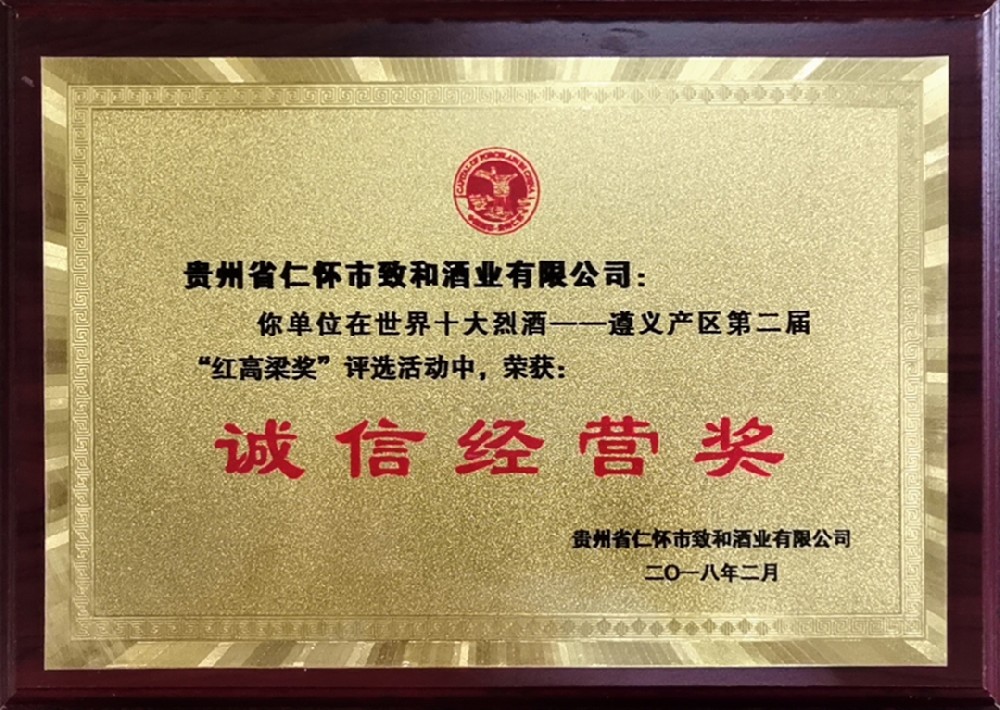 贵州省仁怀市致和酒业有限公司：
你单位在世界十大烈酒——遵义产区第二届
“红高梁奖”评选活动中，荣获：
诚信经营奖
贵州省仁怀市致和酒业有限公司
二〇一八年二月